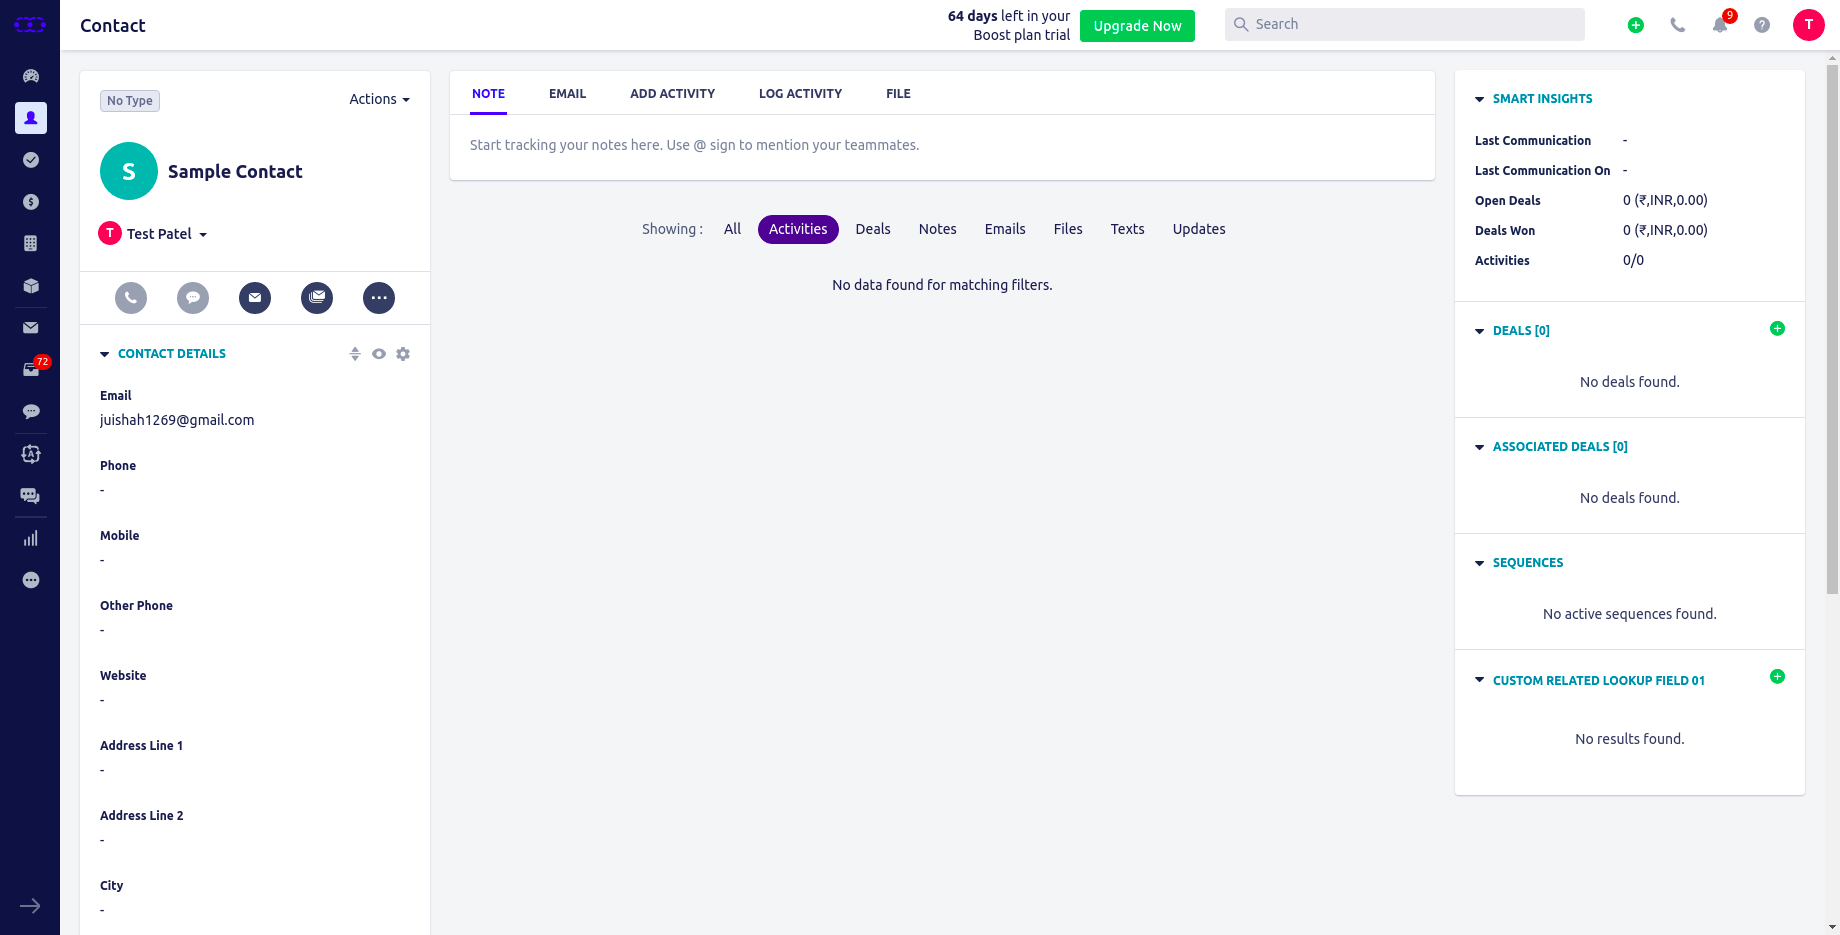 Contact
64 days left in your
Boost plan trial
Upgrade Now
Search
9
T
72
No Type
Actions
S
Sample Contact
T
Test Patel
CONTACT DETAILS
Email
juishah1269@gmail.com
Phone
-
Mobile
-
Other Phone
-
Website
-
Address Line 1
-
Address Line 2
-
City
-
NOTE
EMAIL
ADD ACTIVITY
LOG ACTIVITY
FILE
Start tracking your notes here. Use @ sign to mention your teammates.
Showing : All Activities Deals Notes Emails Files Texts Updates
No data found for matching filters.
SMART INSIGHTS
Last Communication -
Last Communication On -
Open Deals 0 (₹,INR,0.00)
Deals Won 0 (₹,INR,0.00)
Activities 0/0
DEALS [0]
No deals found.
ASSOCIATED DEALS [0]
No deals found.
SEQUENCES
No active sequences found.
CUSTOM RELATED LOOKUP FIELD 01
No results found.